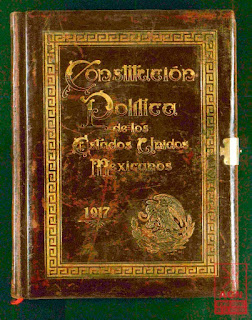 Constitución
Política
de los
Estados Unidos
Mexicanos
1917